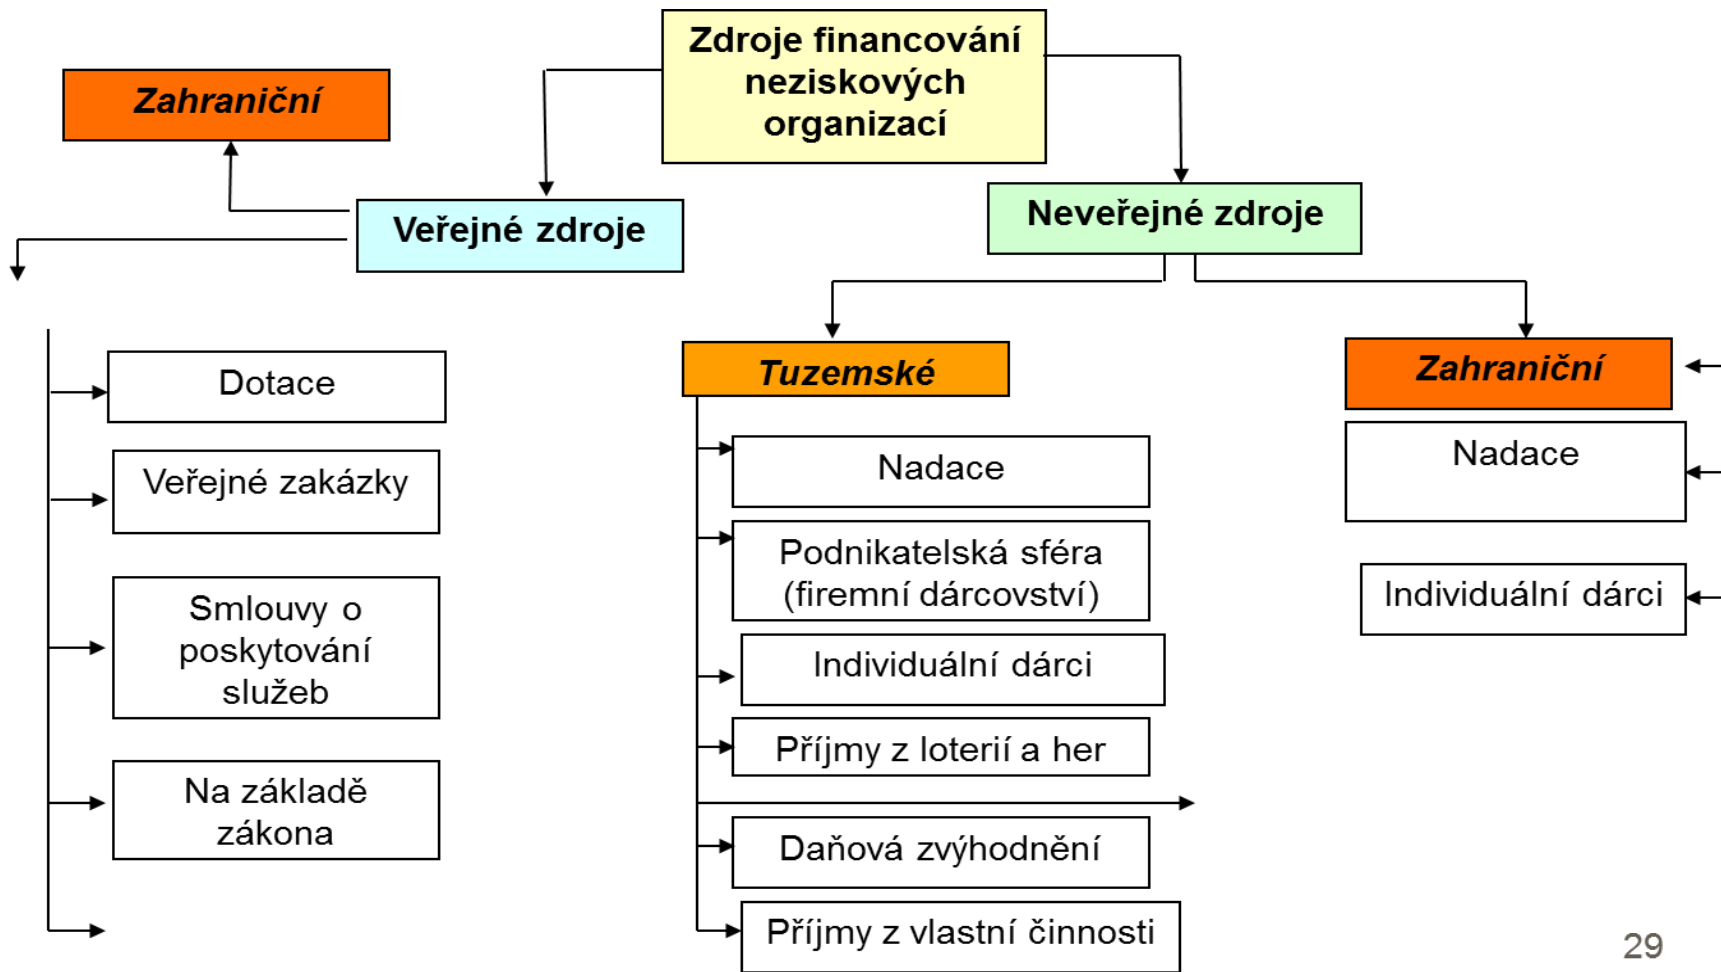 Zdroje financování
neziskových
organizací
Zahraniční
Veřejné zdroje
Neveřejné zdroje
Dotace
Veřejné zakázky
Smlouvy o
poskytování
služeb
Na základě
zákona
Tuzemské
Nadace
Podnikatelská sféra
(firemní dárcovství)
Individuální dárci
Příjmy z loterií a her
Daňová zvýhodnění
Příjmy z vlastní činnosti
Zahraniční
Nadace
Individuální dárci
29